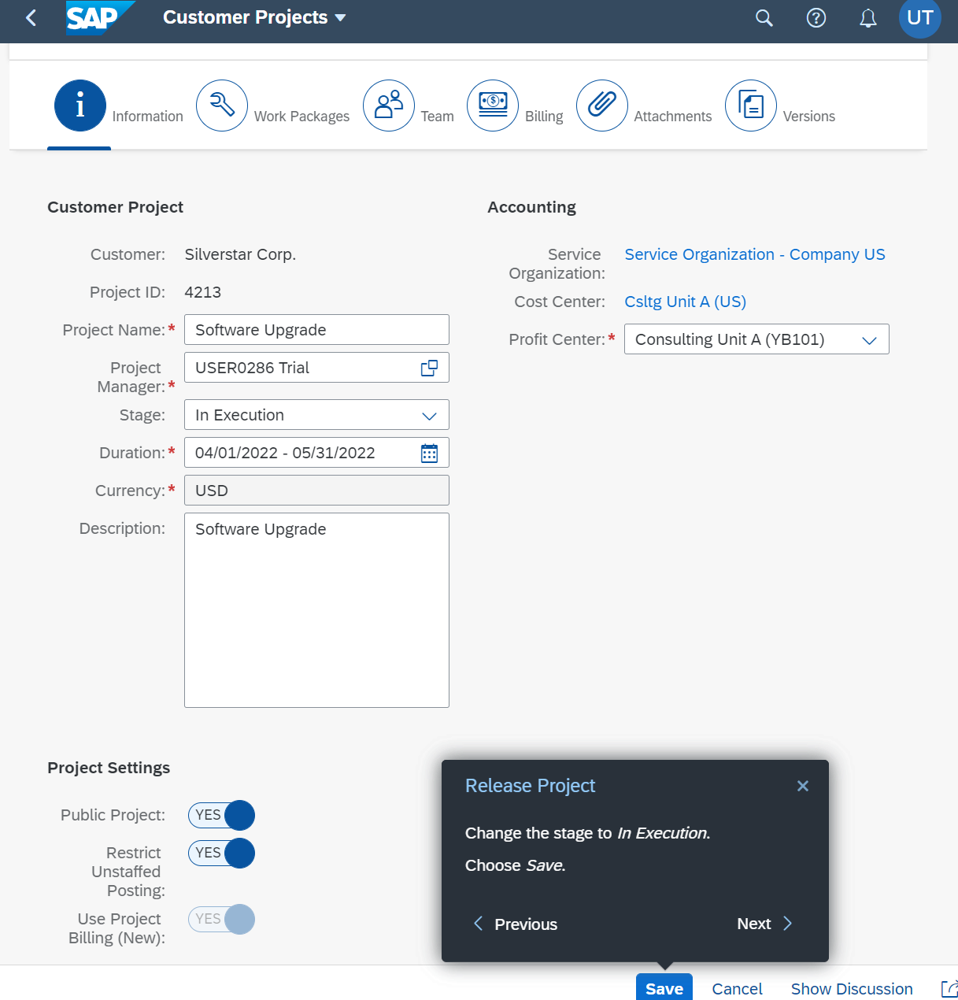 SAP
Customer Projects
UT
Information
Work Packages
Team
Billing
Attachments
Versions
Customer Project
Customer: Silverstar Corp.
Project ID: 4213
Project Name:* Software Upgrade
Project
Manager:*
USER0286 Trial
Stage: In Execution
Duration:* 04/01/2022 - 05/31/2022
Currency:* USD
Description: Software Upgrade
Accounting
Service
Organization:
Service Organization - Company US
Cost Center: Csltg Unit A (US)
Profit Center:* Consulting Unit A (YB101)
Project Settings
Public Project: YES
Restrict
Unstaffed
Posting:
YES
Use Project
Billing (New):
YES
Release Project
Change the stage to In Execution.
Choose Save.
Previous
Next
Save
Cancel
Show Discussion